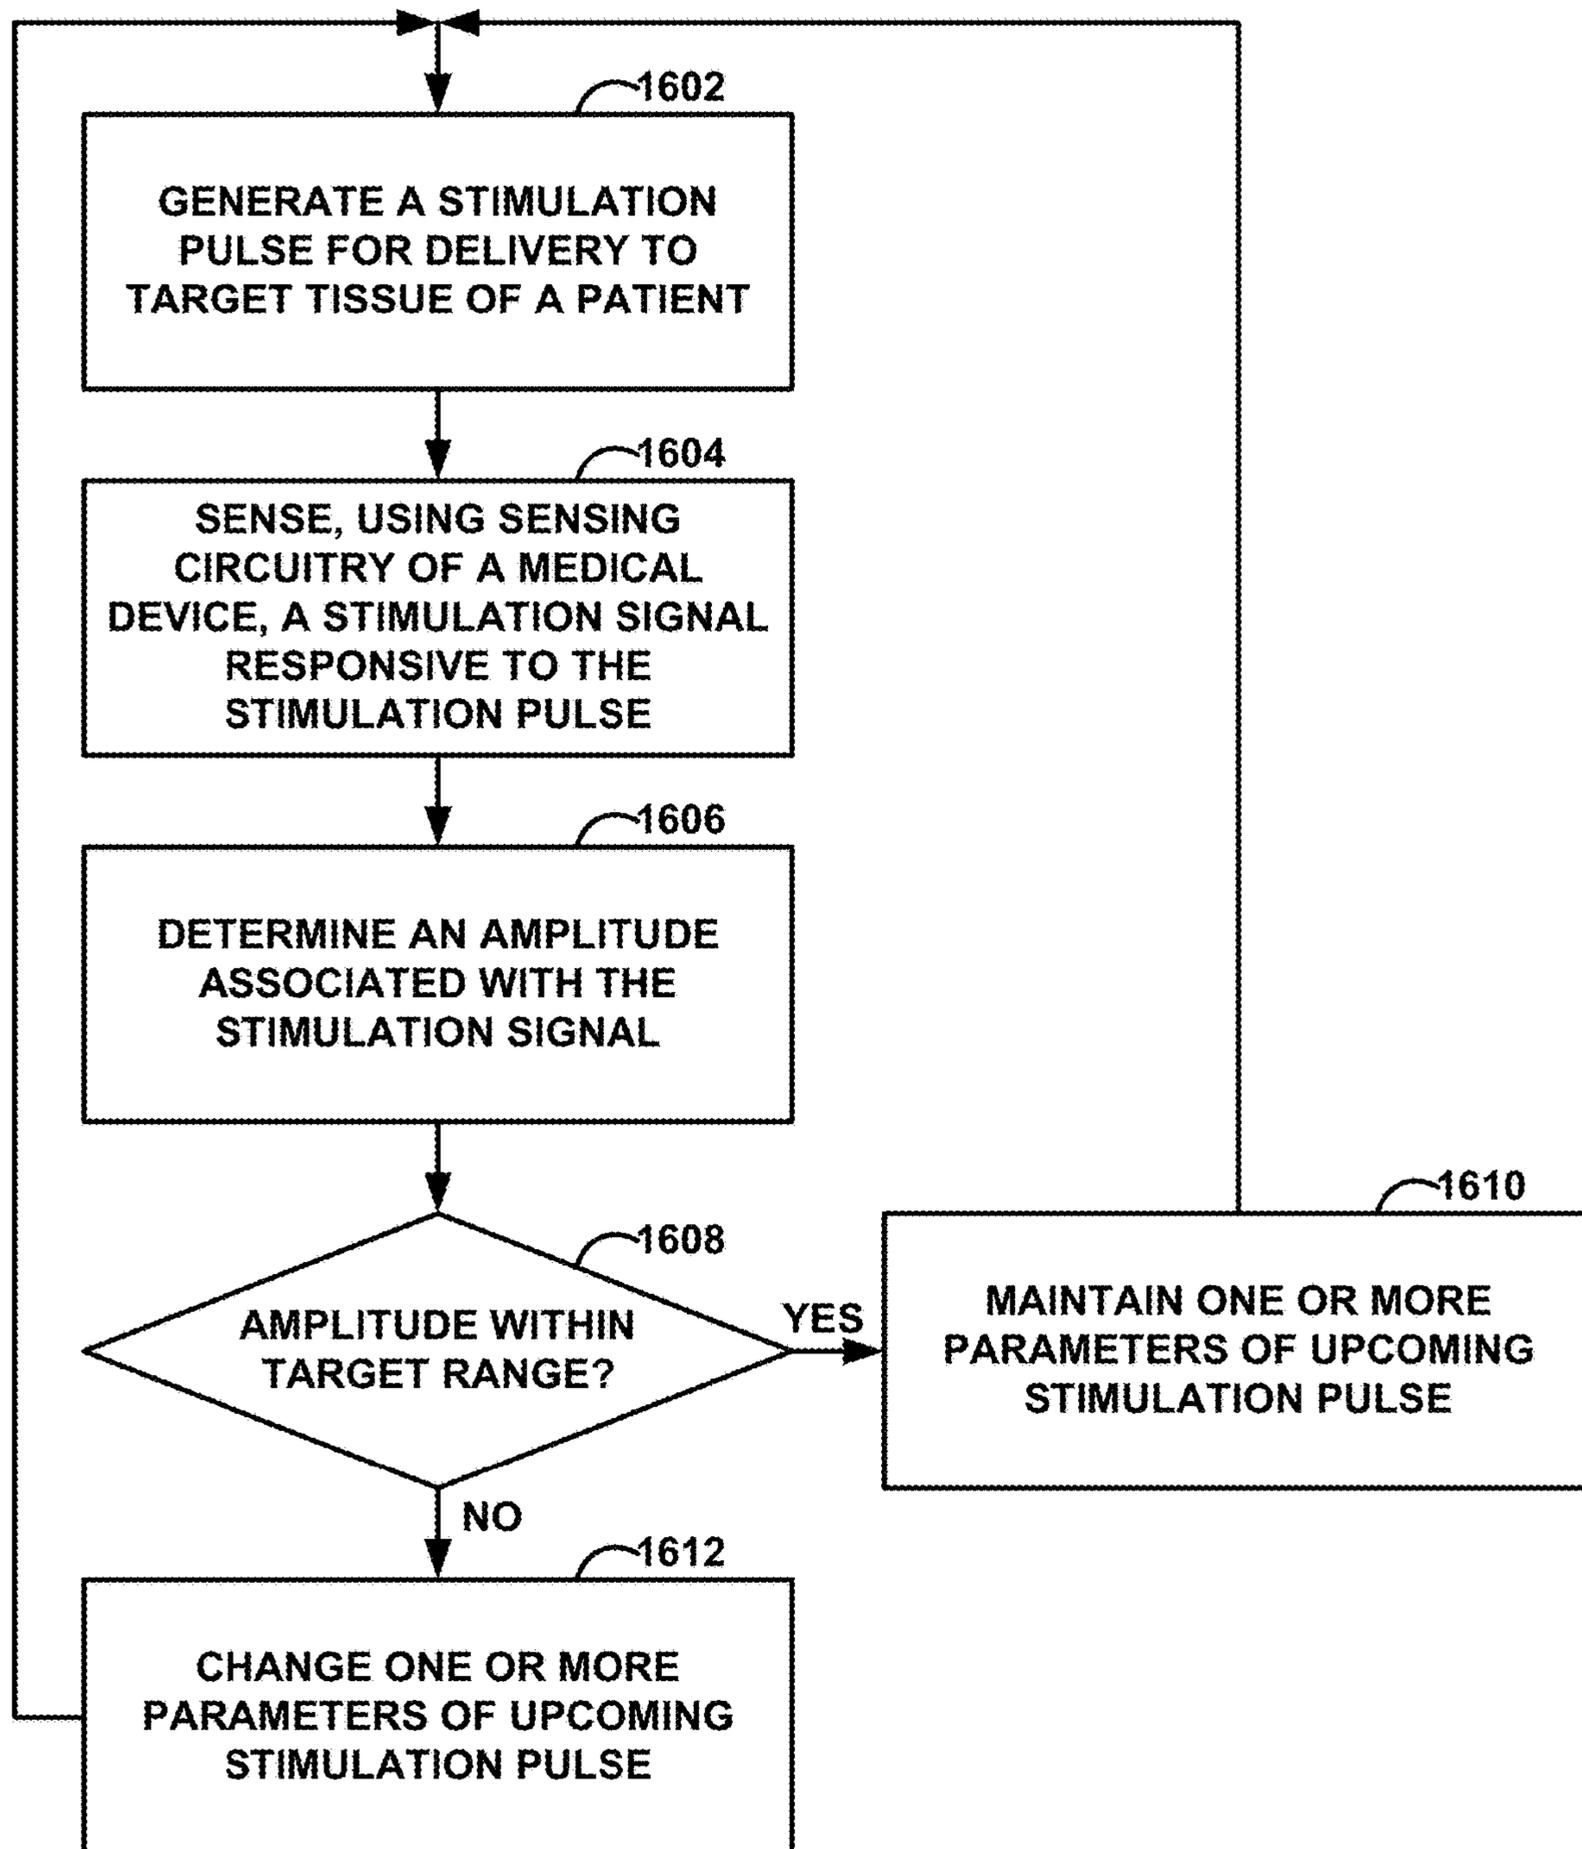 1602
GENERATE A STIMULATION
PULSE FOR DELIVERY TO
TARGET TISSUE OF A PATIENT
1604
SENSE, USING SENSING
CIRCUITRY OF A MEDICAL
DEVICE, A STIMULATION SIGNAL
RESPONSIVE TO THE
STIMULATION PULSE
1606
DETERMINE AN AMPLITUDE
ASSOCIATED WITH THE
STIMULATION SIGNAL
1608
AMPLITUDE WITHIN
TARGET RANGE?
YES
1610
MAINTAIN ONE OR MORE
PARAMETERS OF UPCOMING
STIMULATION PULSE
NO
1612
CHANGE ONE OR MORE
PARAMETERS OF UPCOMING
STIMULATION PULSE